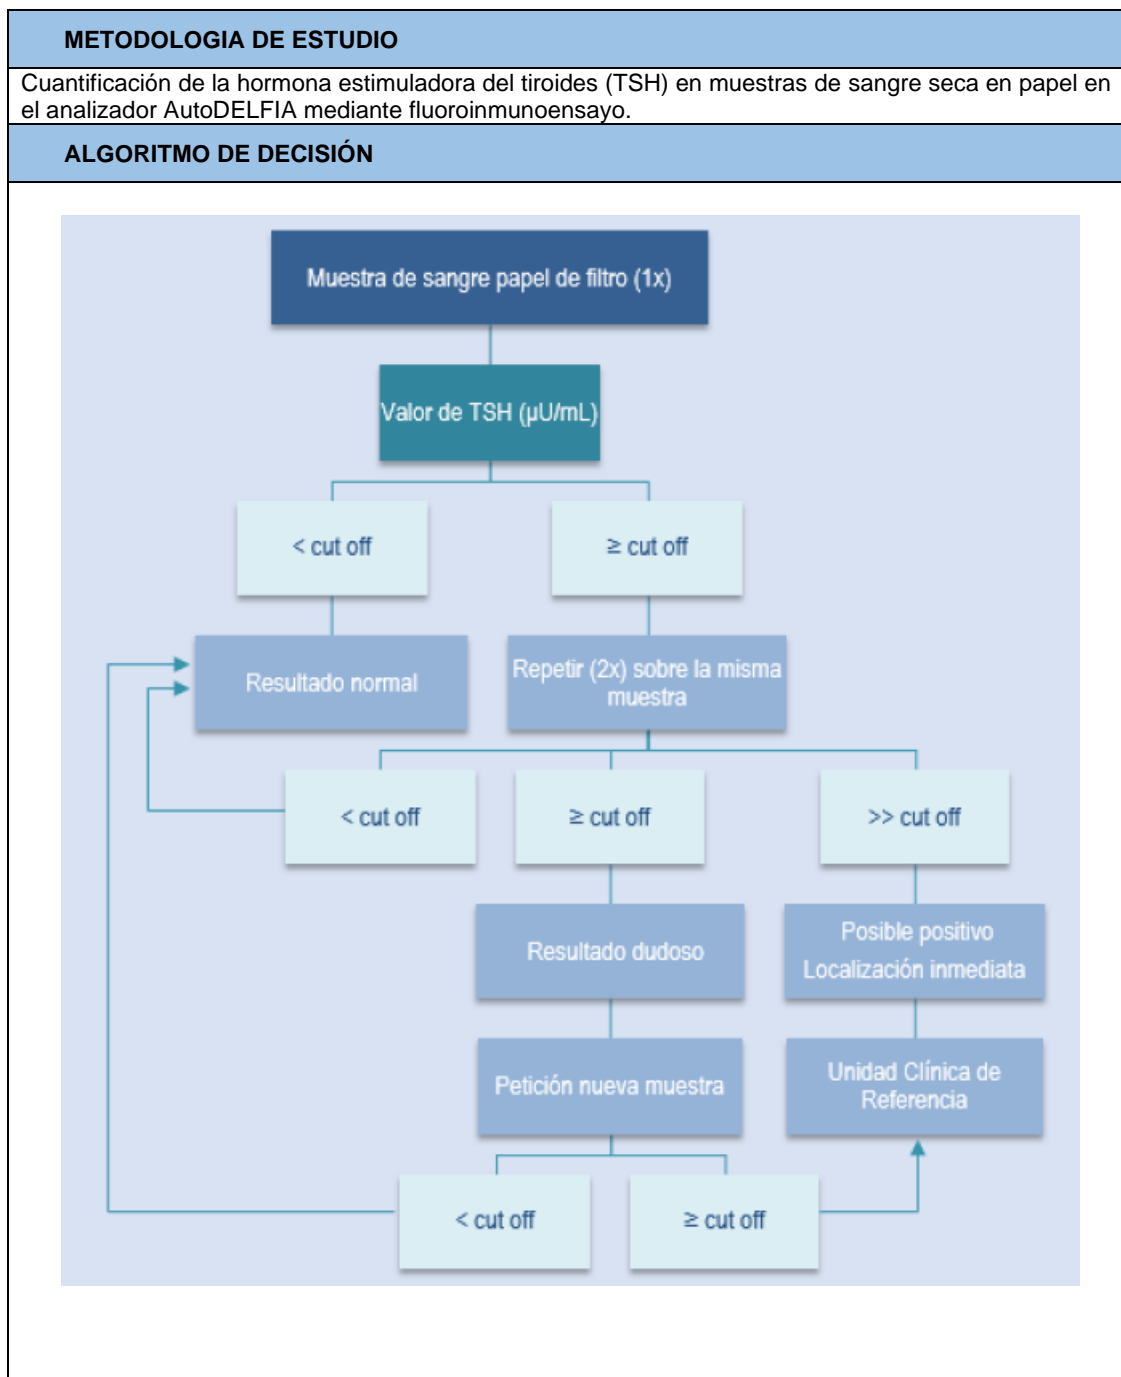 METODOLOGIA DE ESTUDIO
Cuantificación de la hormona estimuladora del tiroides (TSH) en muestras de sangre seca en papel en
el analizador AutoDELFIA mediante fluoroinmunoensayo.
ALGORITMO DE DECISIÓN
Muestra de sangre papel de filtro (1x)
Valor de TSH (µU/mL)
< cut off
≥ cut off
Resultado normal
Repetir (2x) sobre la misma
muestra
< cut off
≥ cut off
>> cut off
Resultado dudoso
Posible positivo
Localización inmediata
Petición nueva muestra
Unidad Clínica de
Referencia
< cut off
≥ cut off